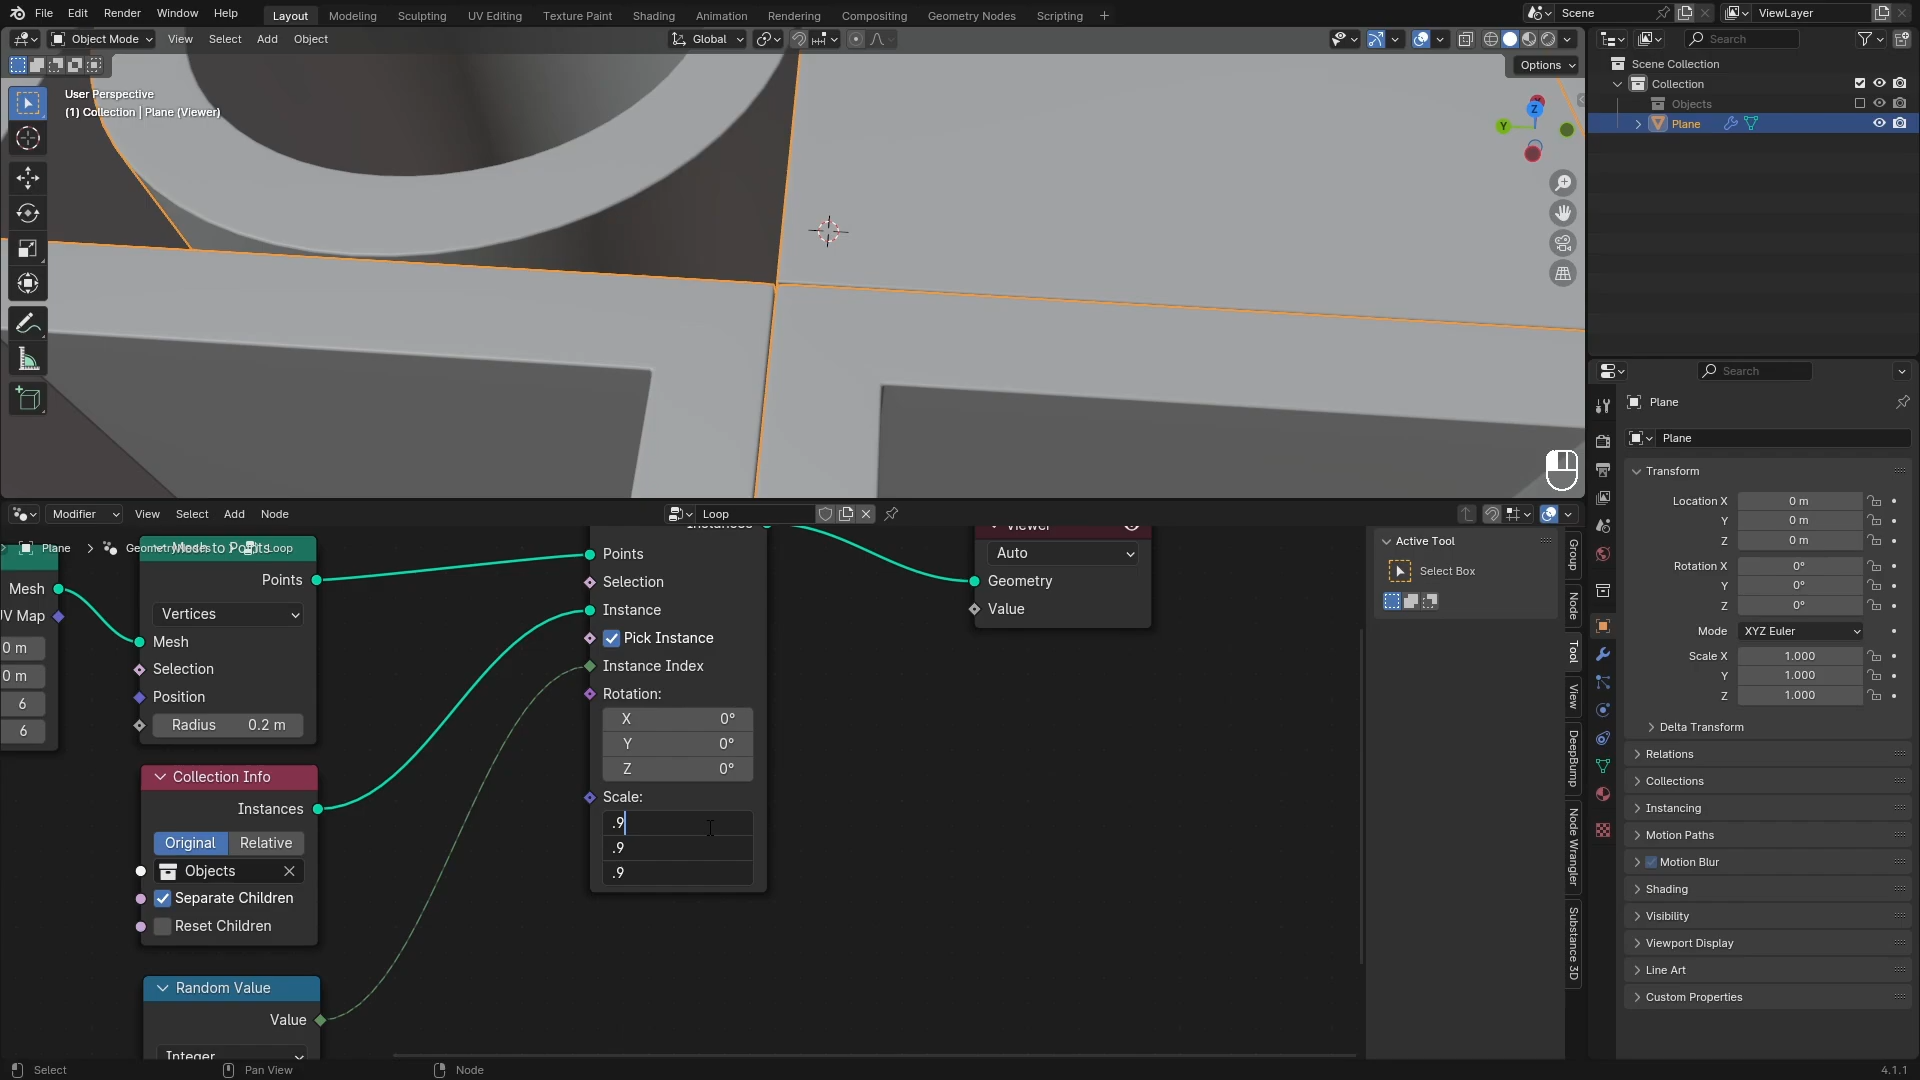 File Edit Render Window Help
Layout Modeling Sculpting UV Editing Texture Paint Shading Animation Rendering Compositing Geometry Nodes Scripting +
Scene
ViewLayer
Object Mode View Select Add Object
Global
Options
User Perspective
(1) Collection | Plane (Viewer)
Z
Y
Search
Scene Collection
Collection
Objects
Plane
Search
Plane
Plane
Transform
Location X 0 m
Y 0 m
Z 0 m
Rotation X 0°
Y 0°
Z 0°
Mode XYZ Euler
Scale X 1.000
Y 1.000
Z 1.000
Delta Transform
Relations
Collections
Instancing
Motion Paths
Motion Blur
Shading
Visibility
Viewport Display
Line Art
Custom Properties
Modifier View Select Add Node
Loop
Plane
Loop
Mesh
UV Map
0 m
0 m
6
6
Mesh to Points
Points
Vertices
Mesh
Selection
Position
Radius 0.2 m
Collection Info
Instances
Original Relative
Objects
Separate Children
Reset Children
Random Value
Value
Integer
Instances
Points
Selection
Instance
Pick Instance
Instance Index
Rotation:
X 0°
Y 0°
Z 0°
Scale:
.9
.9
.9
Viewer
Auto
Geometry
Value
Active Tool
Select Box
Group
Node
Tool
View
DeepBump
Node Wrangler
Substance 3D
Select
Pan View
Node
4.1.1